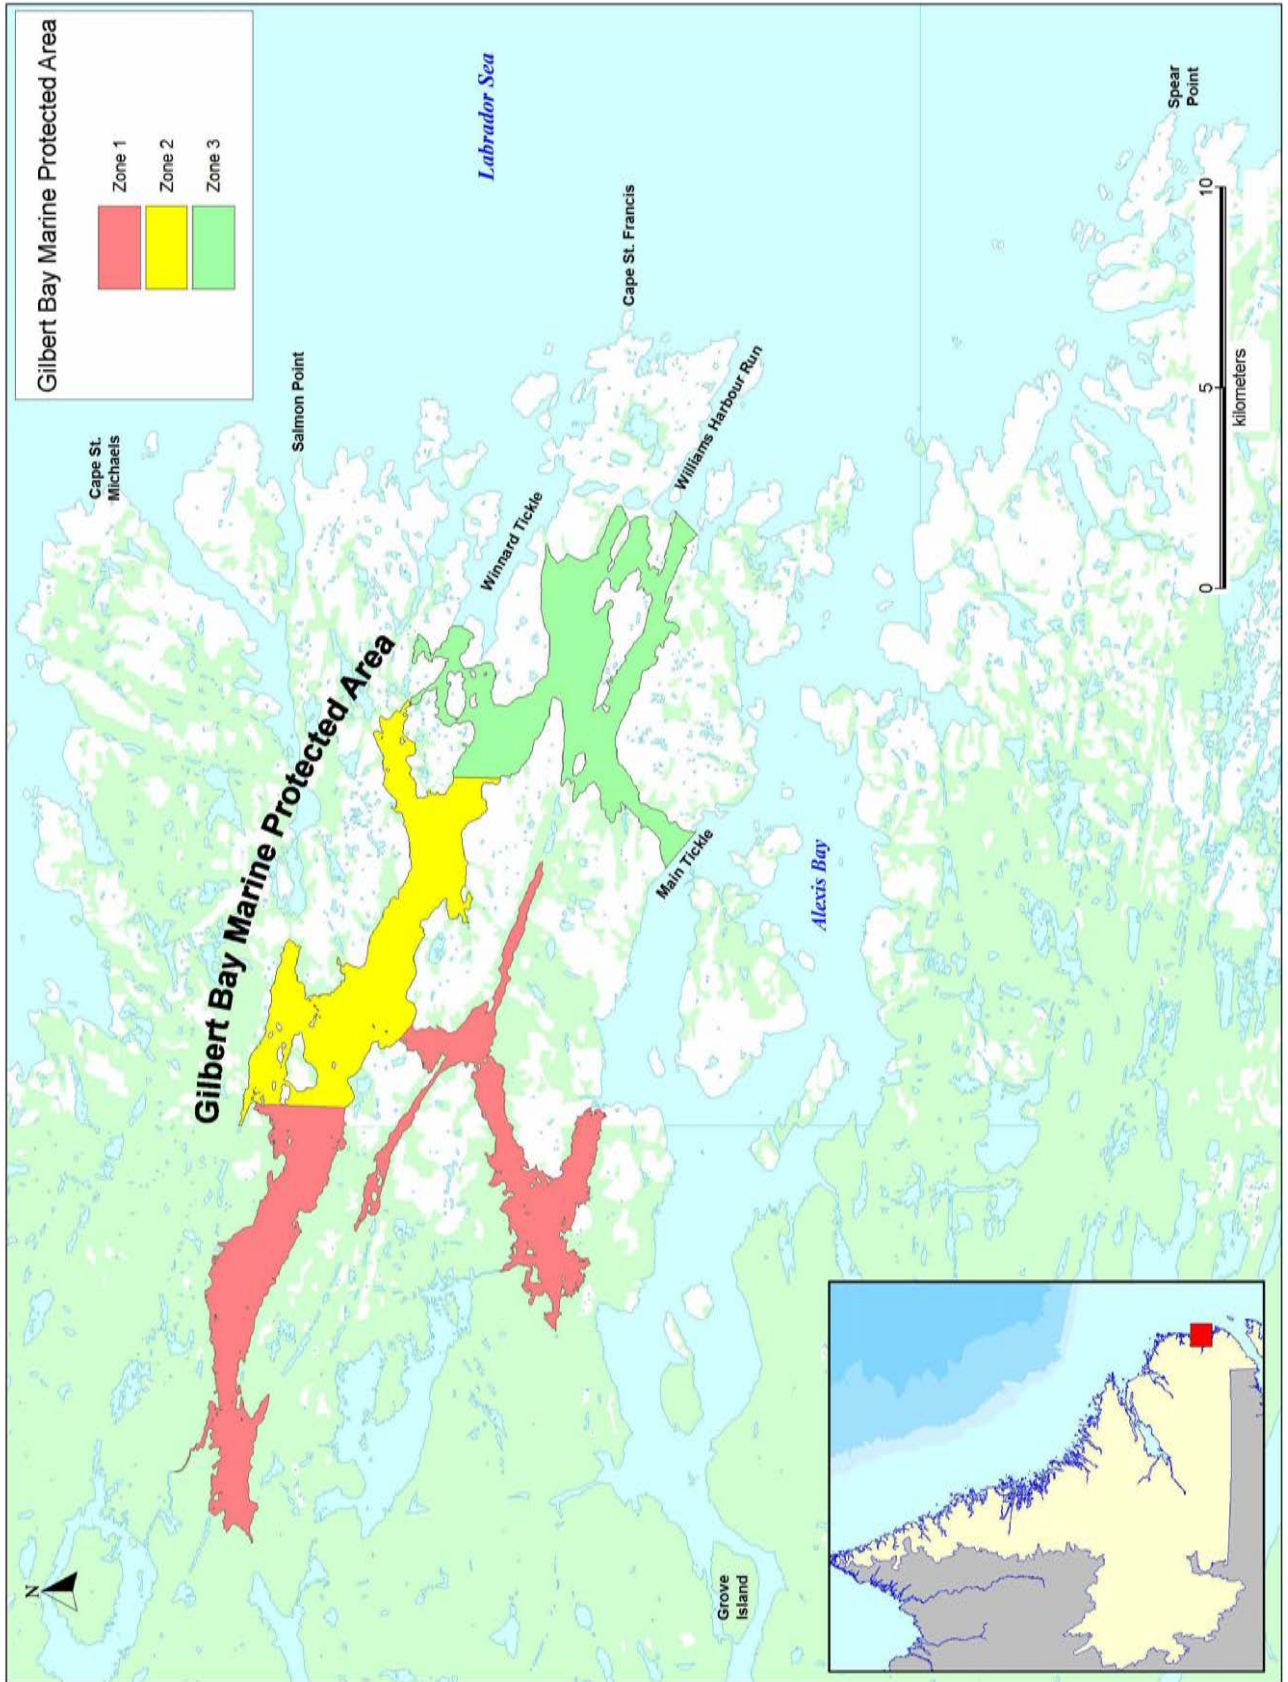 Gilbert Bay Marine Protected Area
Zone 1
Zone 2
Zone 3
N
Cape St.
Michaels
Salmon Point
Labrador Sea
Gilbert Bay Marine Protected Area
Winnard Tickle
Cape St. Francis
Williams Harbour Run
Main Tickle
Alexis Bay
Spear
Point
Grove
Island
0
5
10
kilometers